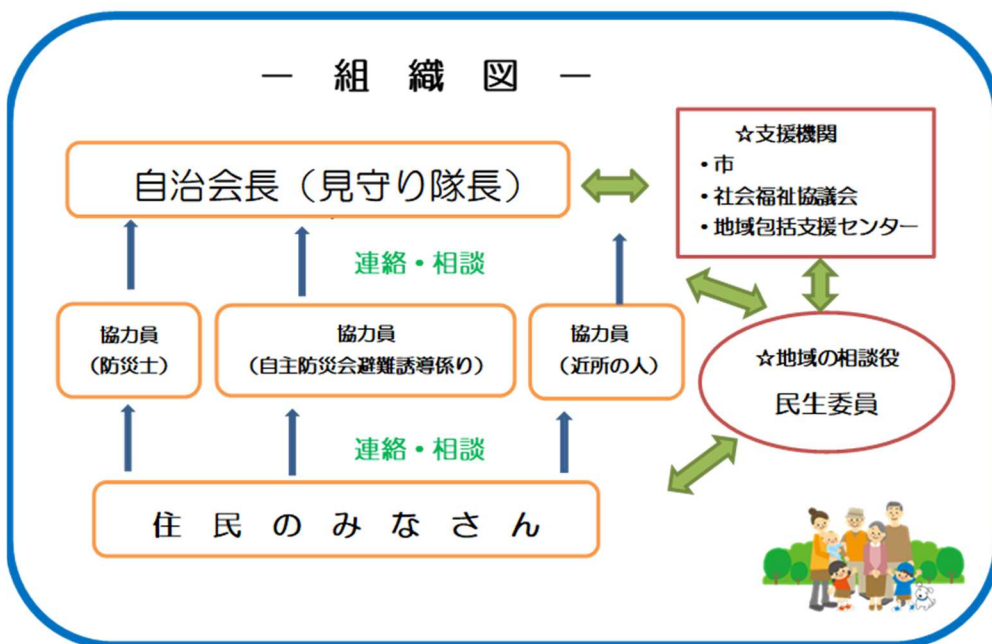 ― 組 織 図 ―
自治会長（見守り隊長）
☆支援機関
・市
・社会福祉協議会
・地域包括支援センター
連絡・相談
協力員
（防災士）
協力員
（自主防災会避難誘導係り）
協力員
（近所の人）
☆地域の相談役
民生委員
連絡・相談
住 民 の み な さ ん